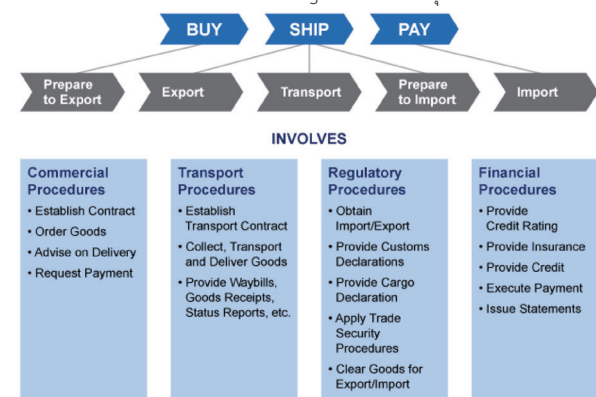 BUY SHIP PAY
Prepare
to Export
Export
Transport
Prepare
to Import
Import
INVOLVES
Commercial
Procedures
• Establish Contract
• Order Goods
• Advise on Delivery
• Request Payment
Transport
Procedures
• Establish
Transport Contract
• Collect, Transport
and Deliver Goods
• Provide Waybills,
Goods Receipts,
Status Reports, etc.
Regulatory
Procedures
• Obtain
Import/Export
• Provide Customs
Declarations
• Provide Cargo
Declaration
• Apply Trade
Security
Procedures
• Clear Goods for
Export/Import
Financial
Procedures
• Provide
Credit Rating
• Provide Insurance
• Provide Credit
• Execute Payment
• Issue Statements